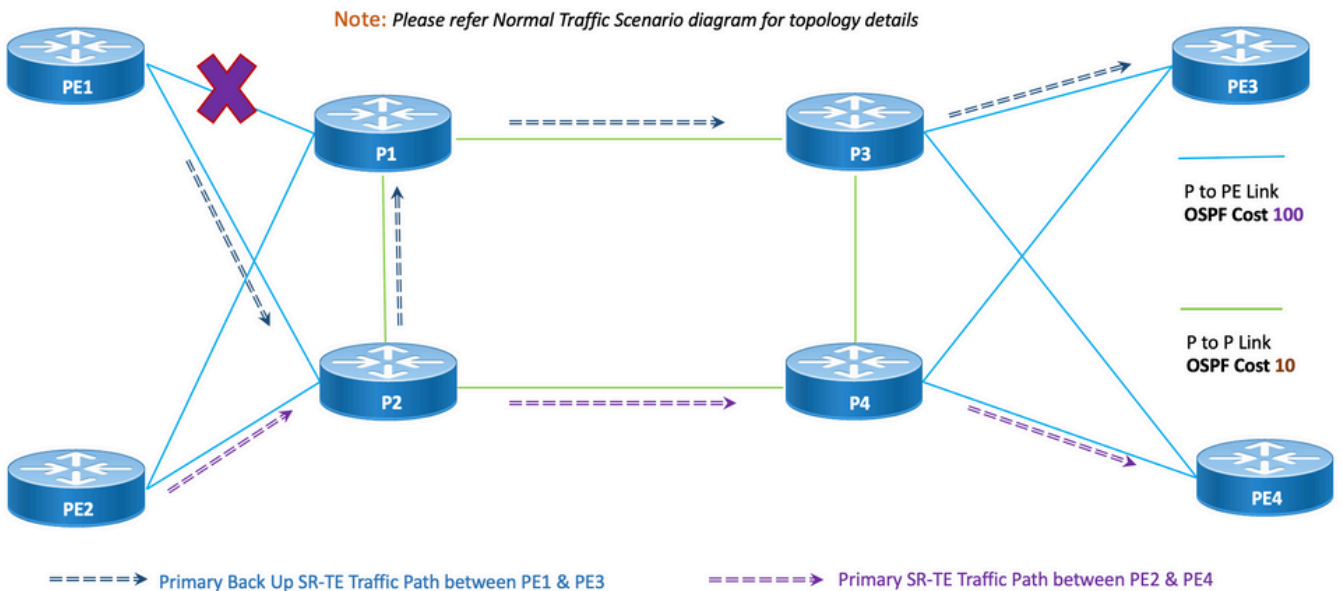 Note: Please refer Normal Traffic Scenario diagram for topology details
PE1
P1
P3
PE3
P to PE Link
OSPF Cost 100
P to P Link
OSPF Cost 10
P2
P4
PE2
PE4
Primary Back Up SR-TE Traffic Path between PE1 & PE3
Primary SR-TE Traffic Path between PE2 & PE4